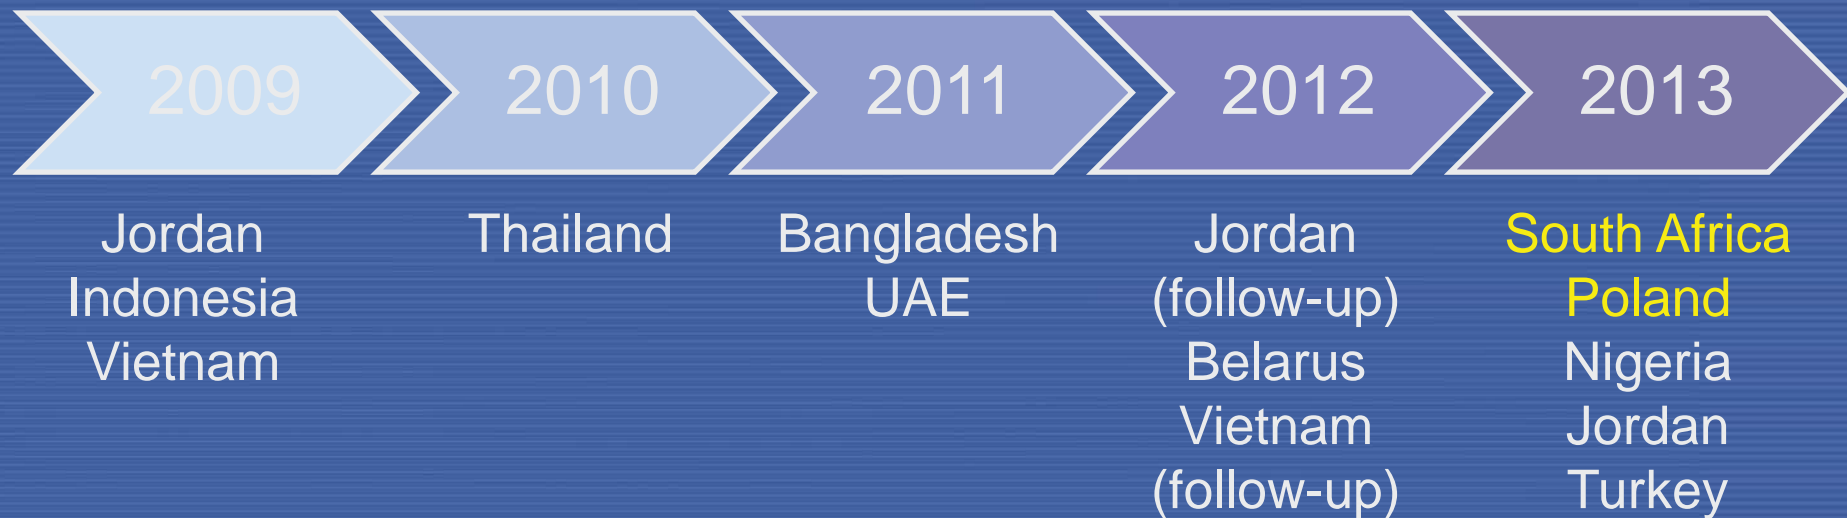 2009
2010
2011
2012
2013
Jordan
Indonesia
Vietnam
Thailand
Bangladesh
UAE
Jordan
(follow-up)
Belarus
Vietnam
(follow-up)
South Africa
Poland
Nigeria
Jordan
Turkey